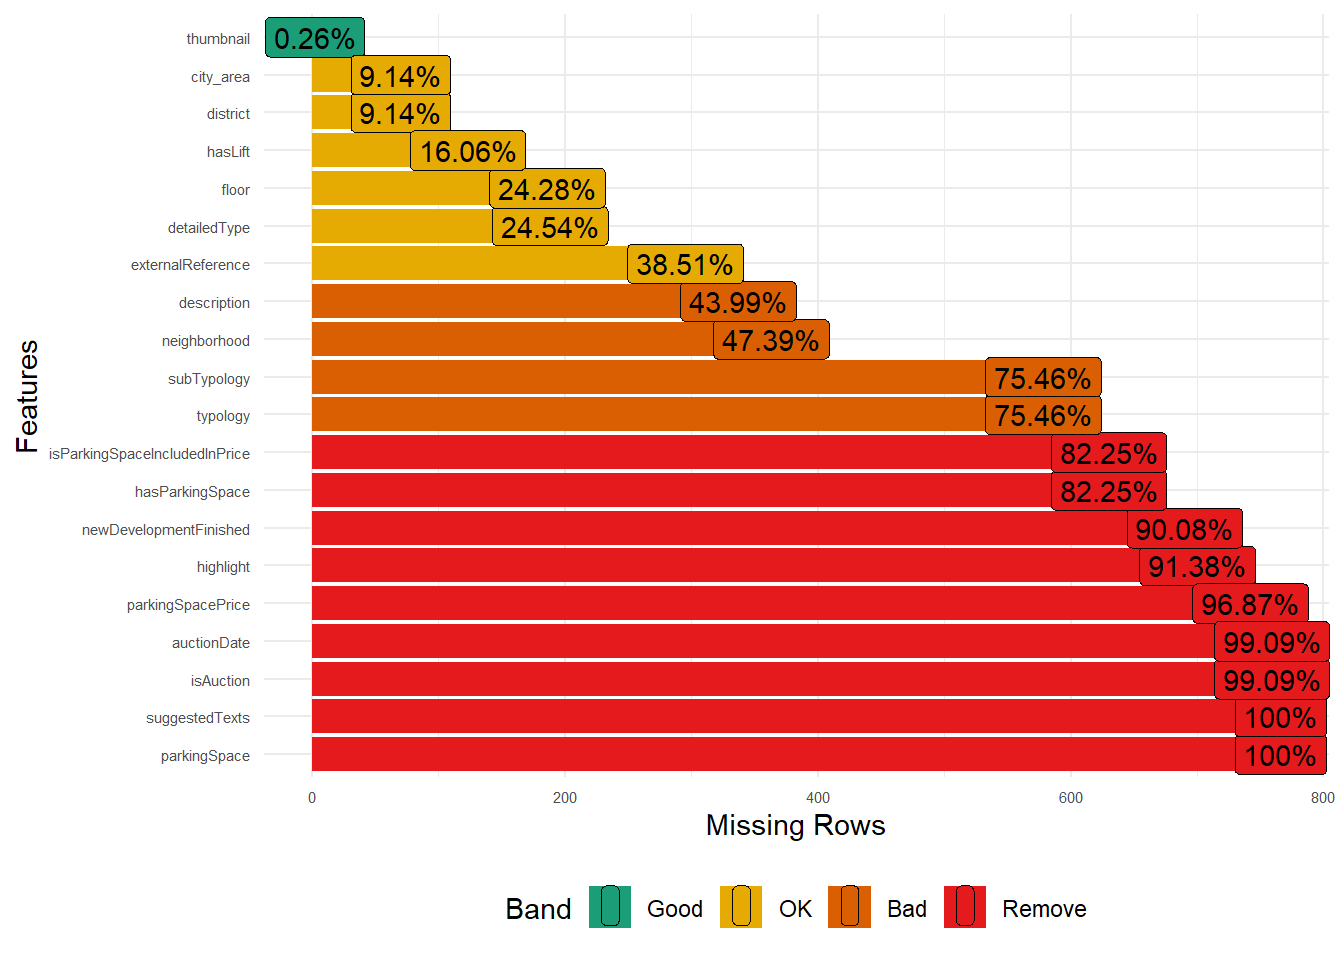 thumbnail 0.26%
city_area 9.14%
district 9.14%
hasLift 16.06%
floor 24.28%
detailedType 24.54%
externalReference 38.51%
description 43.99%
neighborhood 47.39%
subTypology 75.46%
typology 75.46%
isParkingSpaceIncludedInPrice 82.25%
hasParkingSpace 82.25%
newDevelopmentFinished 90.08%
highlight 91.38%
parkingSpacePrice 96.87%
auctionDate 99.09%
isAuction 99.09%
suggestedTexts 100%
parkingSpace 100%
Features
0 200 400 600 800
Missing Rows
Band Good OK Bad Remove